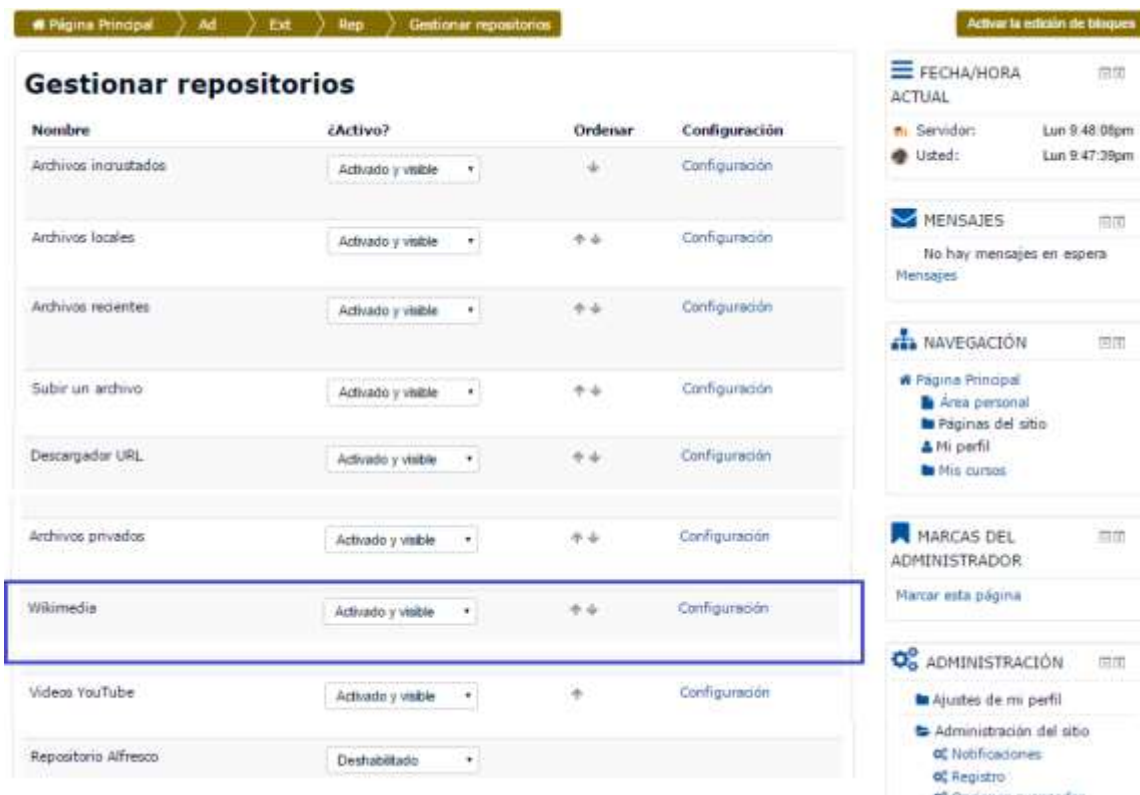 Página Principal Ad Ext Rep Gestionar repositorios
Activar la edición de bloques
Gestionar repositorios
Nombre ¿Activo? Ordenar Configuración
Archivos incrustados Activado y visible Configuración
Archivos locales Activado y visible Configuración
Archivos recientes Activado y visible Configuración
Subir un archivo Activado y visible Configuración
Descargador URL Activado y visible Configuración
Archivos privados Activado y visible Configuración
Wikimedia Activado y visible Configuración
Videos YouTube Activado y visible Configuración
Repositorio Alfresco Deshabilitado
FECHA/HORA
ACTUAL
Servidor: Lun 9:48:08pm
Usted: Lun 9:47:39pm
MENSAJES
No hay mensajes en espera
Mensajes
NAVEGACIÓN
Página Principal
Área personal
Páginas del sitio
Mi perfil
Mis cursos
MARCAS DEL
ADMINISTRADOR
Marcar esta página
ADMINISTRACIÓN
Ajustes de mi perfil
Administración del sitio
Notificaciones
Registro